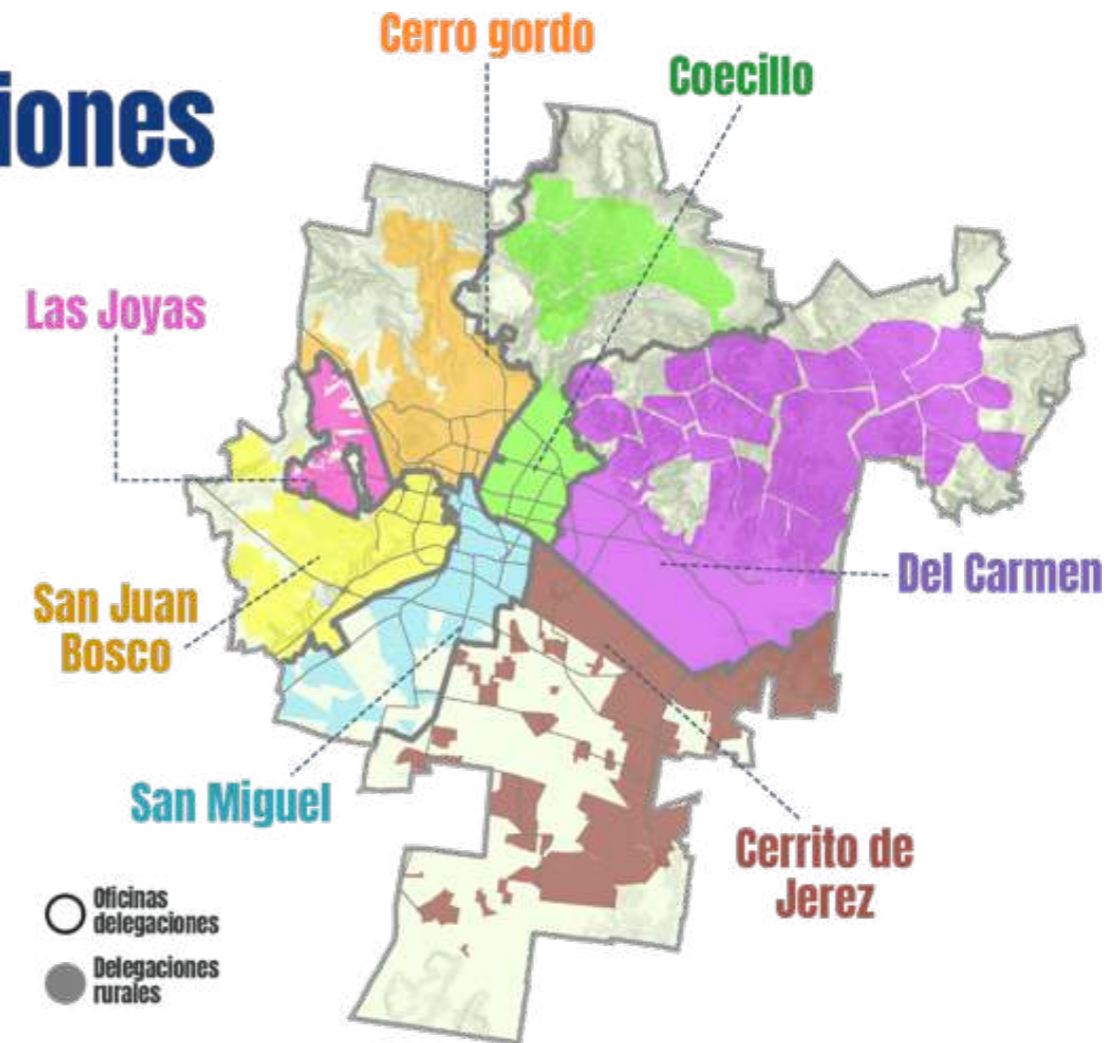 iones
Cerro gordo
Coecillo
Las Joyas
Del Carmen
San Juan
Bosco
San Miguel
Cerrito de
Jerez
Oficinas
delegaciones
Delegaciones
rurales